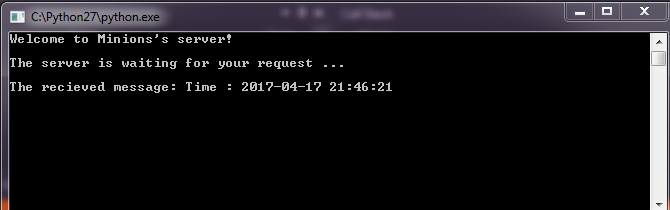 C:\Python27\python.exe
Welcome to Minions's server!
The server is waiting for your request ...
The recieved message: Time : 2017-04-17 21:46:21